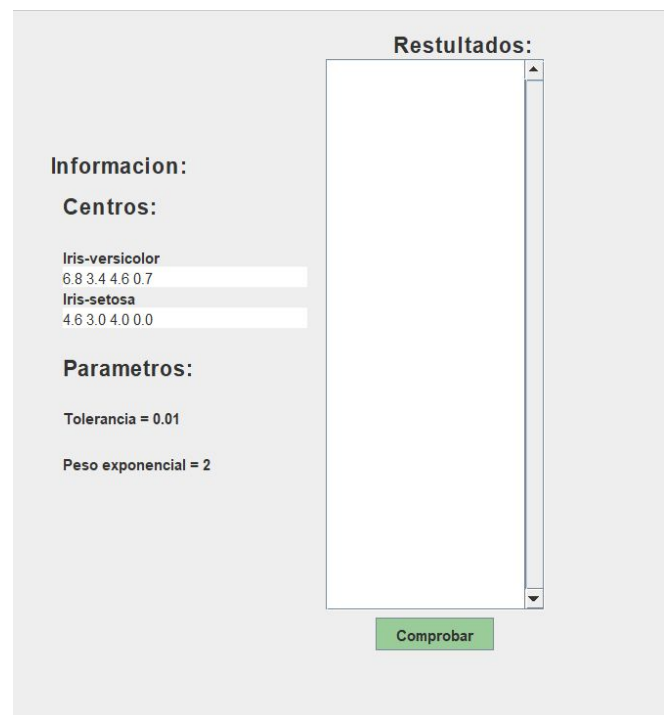 Restultados:
Informacion:
Centros:
Iris-versicolor
6.8 3.4 4.6 0.7
Iris-setosa
4.6 3.0 4.0 0.0
Parametros:
Tolerancia = 0.01
Peso exponencial = 2
Comprobar